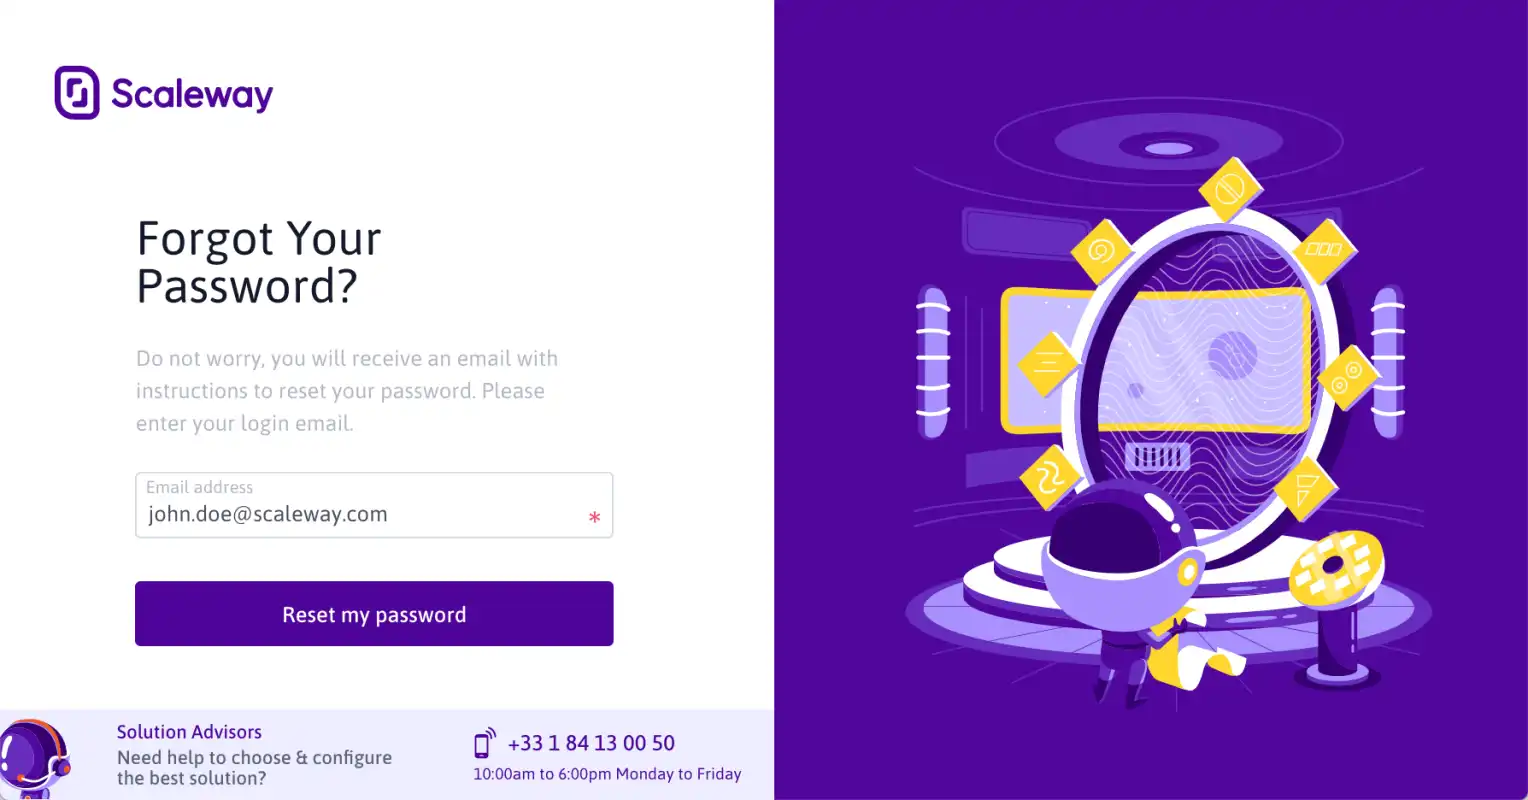 Scaleway
Forgot Your
Password?
Do not worry, you will receive an email with
instructions to reset your password. Please
enter your login email.
Email address
john.doe@scaleway.com
*
Reset my password
Solution Advisors
Need help to choose & configure
the best solution?
+33 1 84 13 00 50
10:00am to 6:00pm Monday to Friday